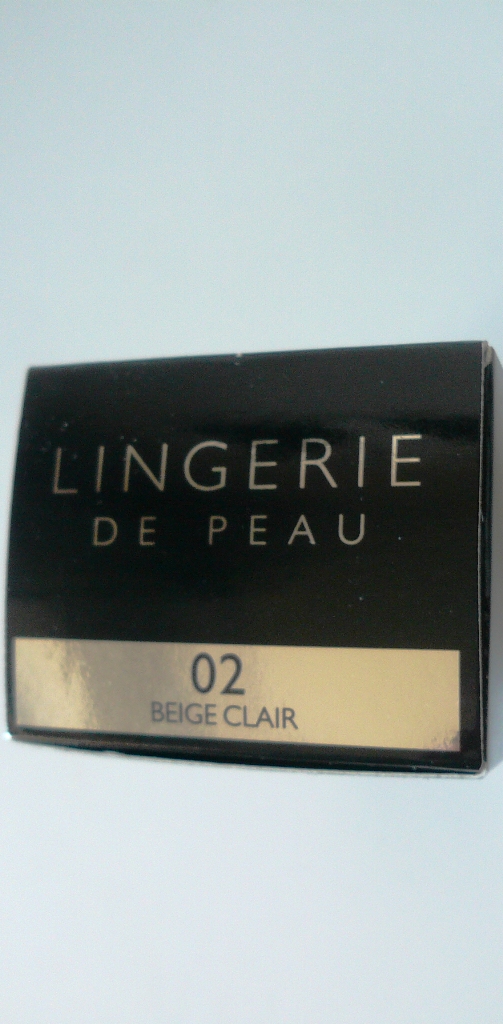 LINGERIE
DE PEAU
02
BEIGE CLAIR